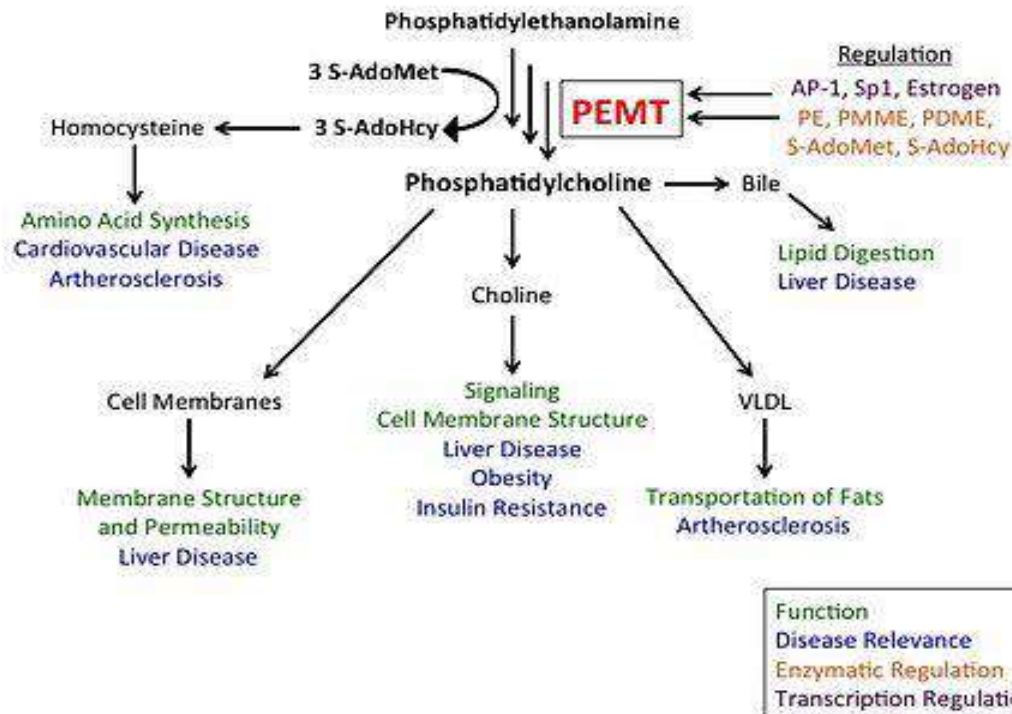 Phosphatidylethanolamine
Regulation
3 S-AdoMet
AP-1, Sp1, Estrogen
PEMT
PE, PMME, PDME,
Homocysteine
3 S-AdoHcy
S-AdoMet, S-AdoHcy
Phosphatidylcholine
Bile
Amino Acid Synthesis
Cardiovascular Disease
Artherosclerosis
Lipid Digestion
Liver Disease
Choline
Cell Membranes
Signaling
Cell Membrane Structure
Liver Disease
Obesity
Insulin Resistance
VLDL
Membrane Structure
and Permeability
Liver Disease
Transportation of Fats
Artherosclerosis
Function
Disease Relevance
Enzymatic Regulation
Transcription Regulatio